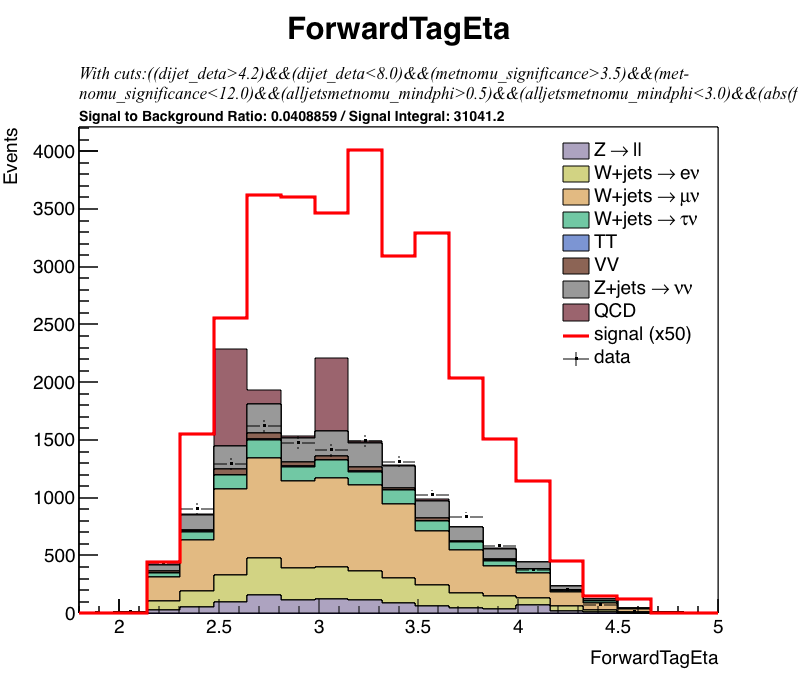 ForwardTagEta
With cuts:((dijet_deta>4.2)&&(dijet_deta<8.0)&&(metnomu_significance>3.5)&&(met-
nomu_significance<12.0)&&(alljetsmetnomu_mindphi>0.5)&&(alljetsmetnomu_mindphi<3.0)&&(abs(f
Signal to Background Ratio: 0.0408859 / Signal Integral: 31041.2
Events
4000
3500
3000
2500
2000
1500
1000
500
0
Z → ll
W+jets → eν
W+jets → μν
W+jets → τν
TT
VV
Z+jets → νν
QCD
signal (x50)
data
2 2.5 3 3.5 4 4.5 5
ForwardTagEta